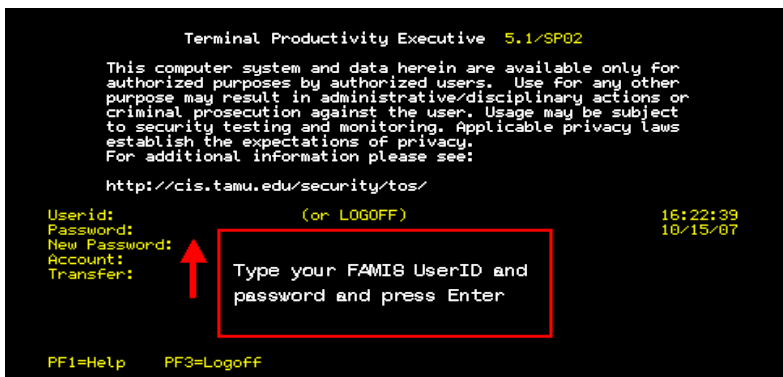 Terminal Productivity Executive 5.1/SP02
This computer system and data herein are available only for
authorized purposes by authorized users. Use for any other
purpose may result in administrative/disciplinary actions or
criminal prosecution against the user. Usage may be subject
to security testing and monitoring. Applicable privacy laws
establish the expectations of privacy.
For additional information please see:
http://cis.tamu.edu/security/tos/
Userid: (or LOGOFF) 16:22:39
Password: 10/15/07
New Password:
Account:
Transfer:
Type your FAMIS UserID and
password and press Enter
PF1=Help PF3=Logoff